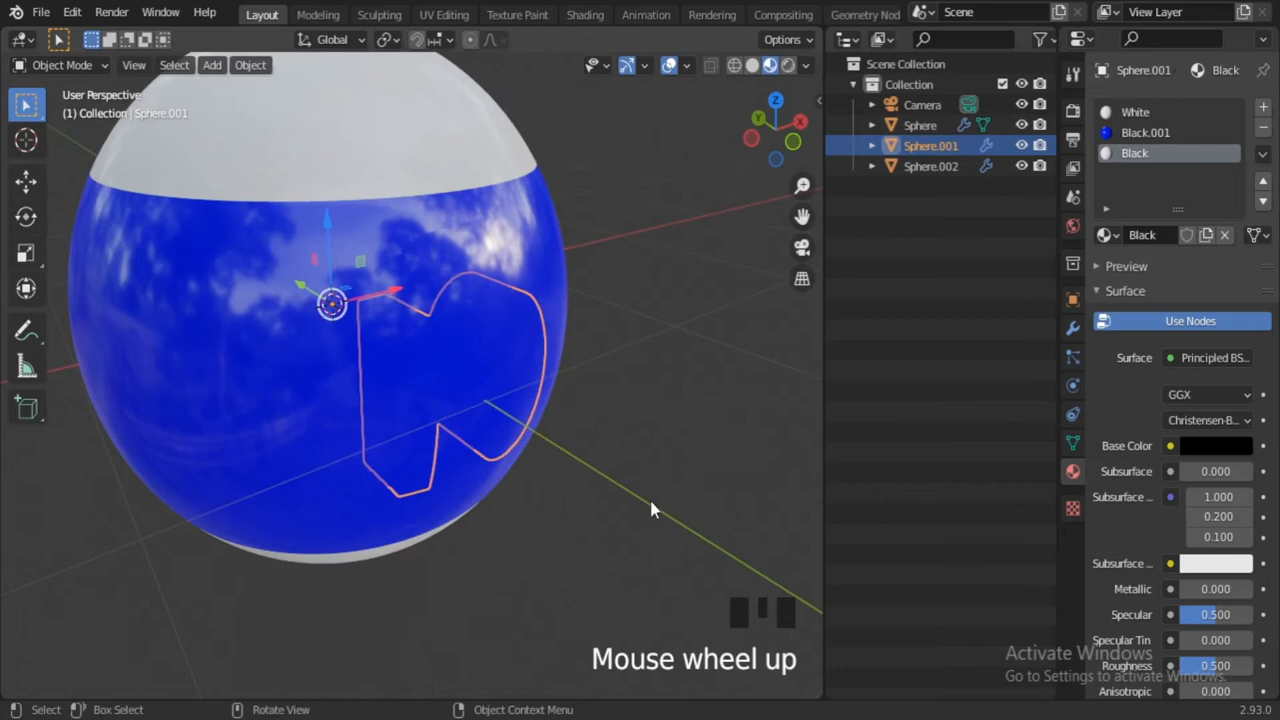 File Edit Render Window Help Layout Modeling Sculpting UV Editing Texture Paint Shading Animation Rendering Compositing Geometry Nod Scene View Layer
Global Options
Object Mode View Select Add Object
User Perspective
(1) Collection | Sphere.001
X
Y
Z
Mouse wheel up
Scene Collection
Collection
Camera
Sphere
Sphere.001
Sphere.002
Sphere.001 Black
White
Black.001
Black
Black
Preview
Surface
Use Nodes
Surface Principled BS...
GGX
Christensen-B...
Base Color
Subsurface 0.000
Subsurface ... 1.000
0.200
0.100
Subsurface ...
Metallic 0.000
Specular 0.500
Specular Tin 0.000
Roughness 0.500
Anisotropic 0.000
Activate Windows
Go to Settings to activate Windows.
Select Box Select Rotate View Object Context Menu 2.93.0